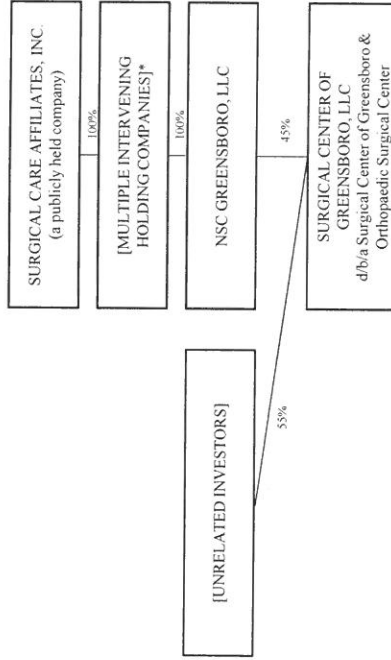 SURGICAL CARE AFFILIATES, INC.
(a publicly held company)
100%
[MULTIPLE INTERVENING
HOLDING COMPANIES]*
100%
NSC GREENSBORO, LLC
45%
[UNRELATED INVESTORS]
55%
SURGICAL CENTER OF
GREENSBORO, LLC
d/b/a Surgical Center of Greensboro &
Orthopaedic Surgical Center